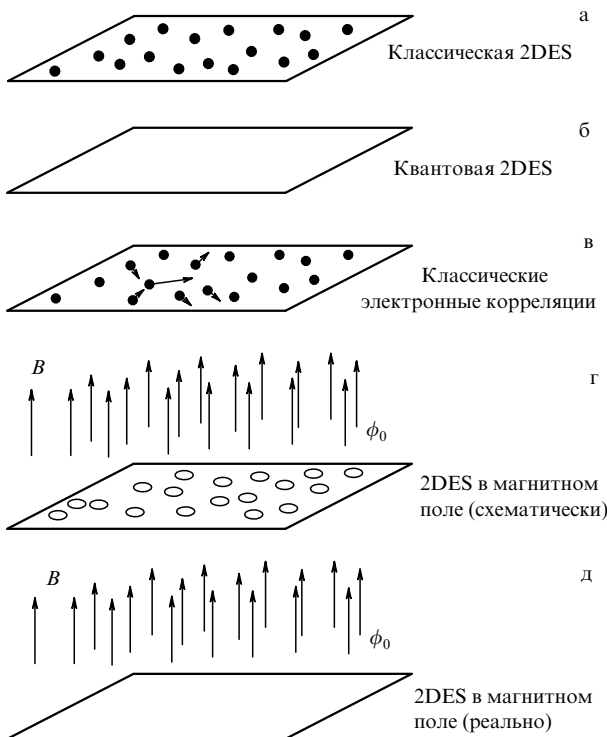 а
Классическая 2DES
б
Квантовая 2DES
в
Классические
электронные корреляции
г
B
ϕ₀
2DES в магнитном
поле (схематически)
д
B
ϕ₀
2DES в магнитном
поле (реально)